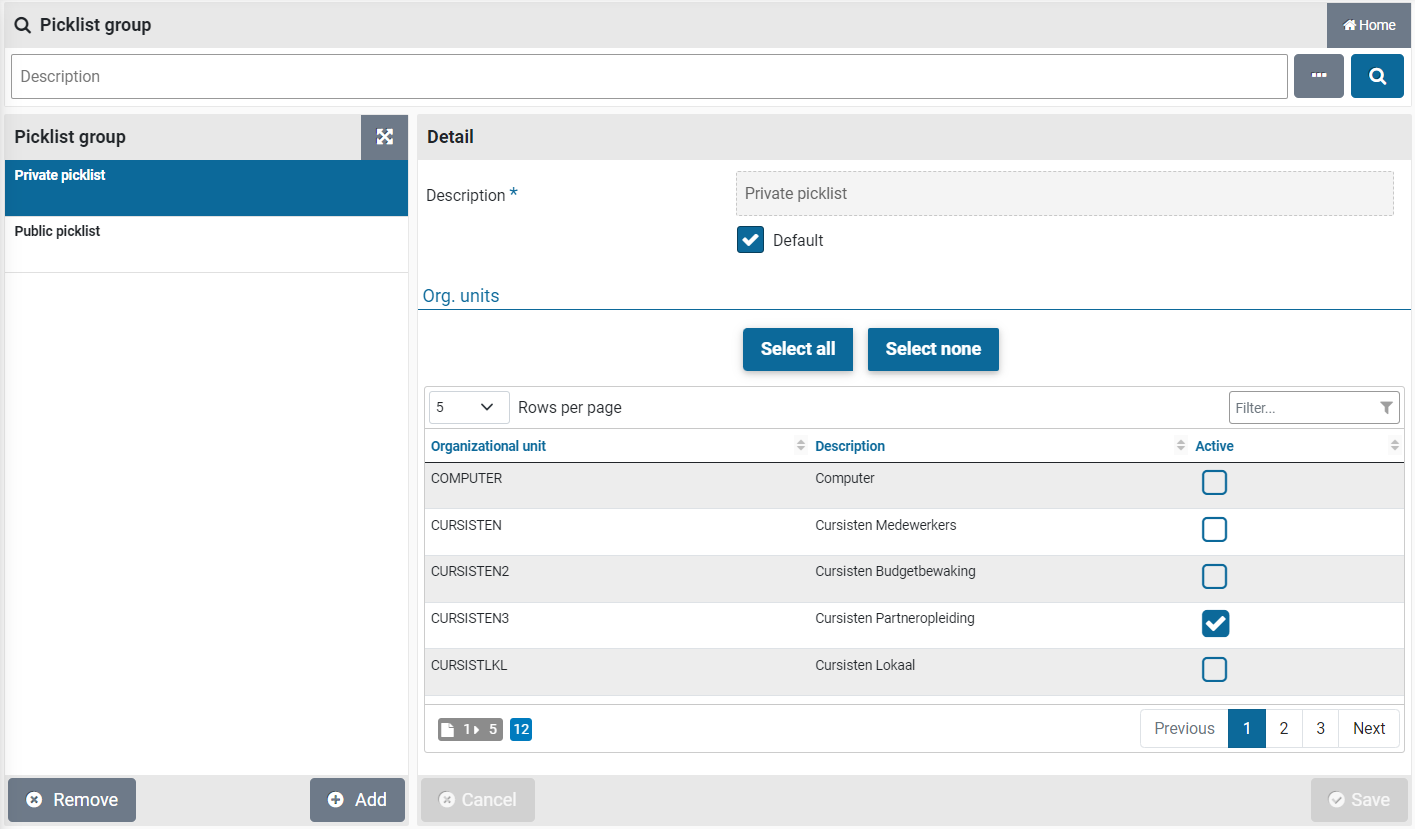 Picklist group
Home
Description
Picklist group
Private picklist
Public picklist
Remove
Add
Detail
Description *
Private picklist
Default
Org. units
Select all Select none
5 Rows per page Filter...
Organizational unit Description Active
COMPUTER Computer
CURSISTEN Cursisten Medewerkers
CURSISTEN2 Cursisten Budgetbewaking
CURSISTEN3 Cursisten Partneropleiding
CURSISTLKL Cursisten Lokaal
1 5 12 Previous 1 2 3 Next
Cancel Save